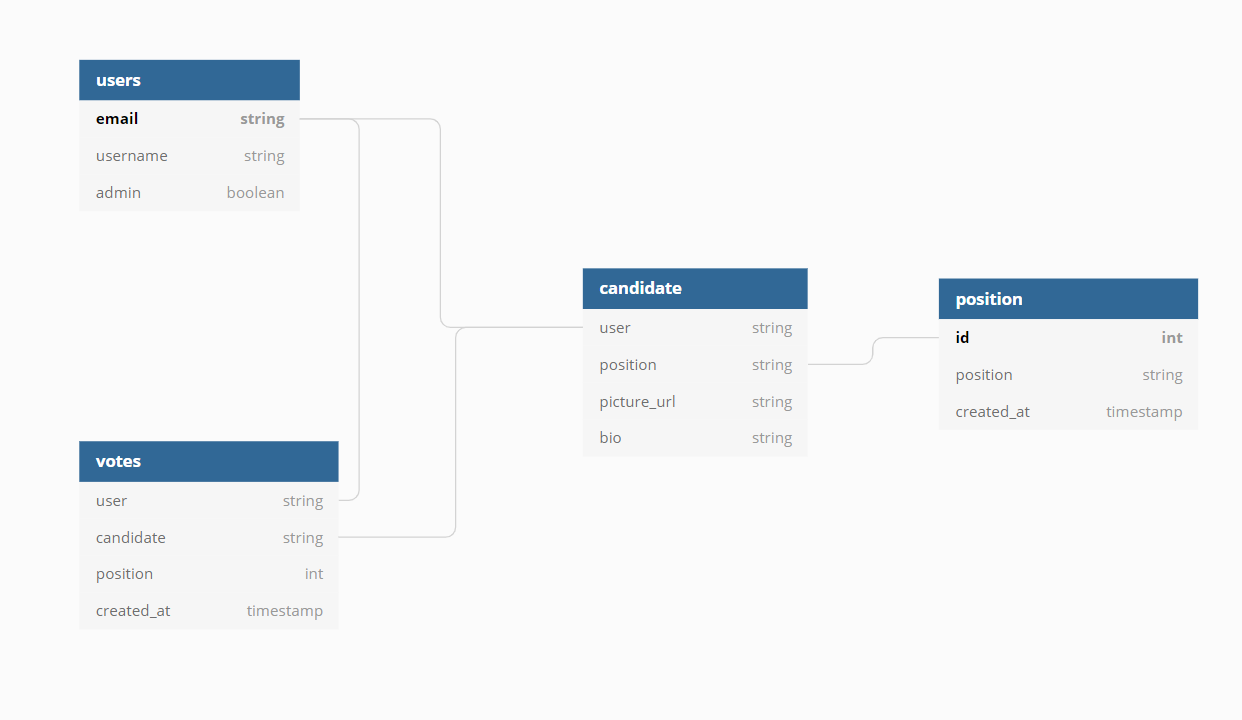 users
email string
username string
admin boolean
candidate
user string
position string
picture_url string
bio string
position
id int
position string
created_at timestamp
votes
user string
candidate string
position int
created_at timestamp